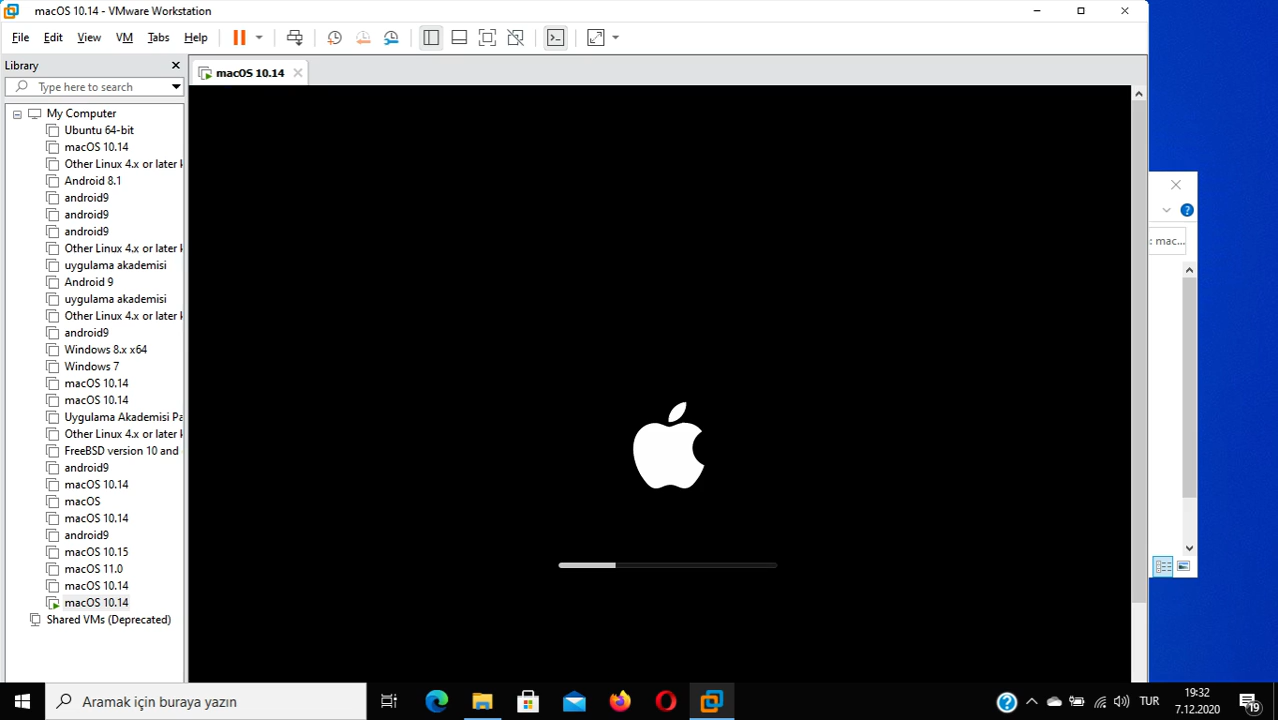 macOS 10.14 - VMware Workstation
File Edit View VM Tabs Help
Library
Type here to search
macOS 10.14
My Computer
Ubuntu 64-bit
macOS 10.14
Other Linux 4.x or later k
Android 8.1
android9
android9
android9
Other Linux 4.x or later k
uygulama akademisi
Android 9
uygulama akademisi
Other Linux 4.x or later k
android9
Windows 8.x x64
Windows 7
macOS 10.14
macOS 10.14
Uygulama Akademisi Pa
Other Linux 4.x or later k
FreeBSD version 10 and
android9
macOS 10.14
macOS
macOS 10.14
android9
macOS 10.15
macOS 11.0
macOS 10.14
macOS 10.14
Shared VMs (Deprecated)
: mac...
Aramak için buraya yazın
TUR
19:32
7.12.2020
19